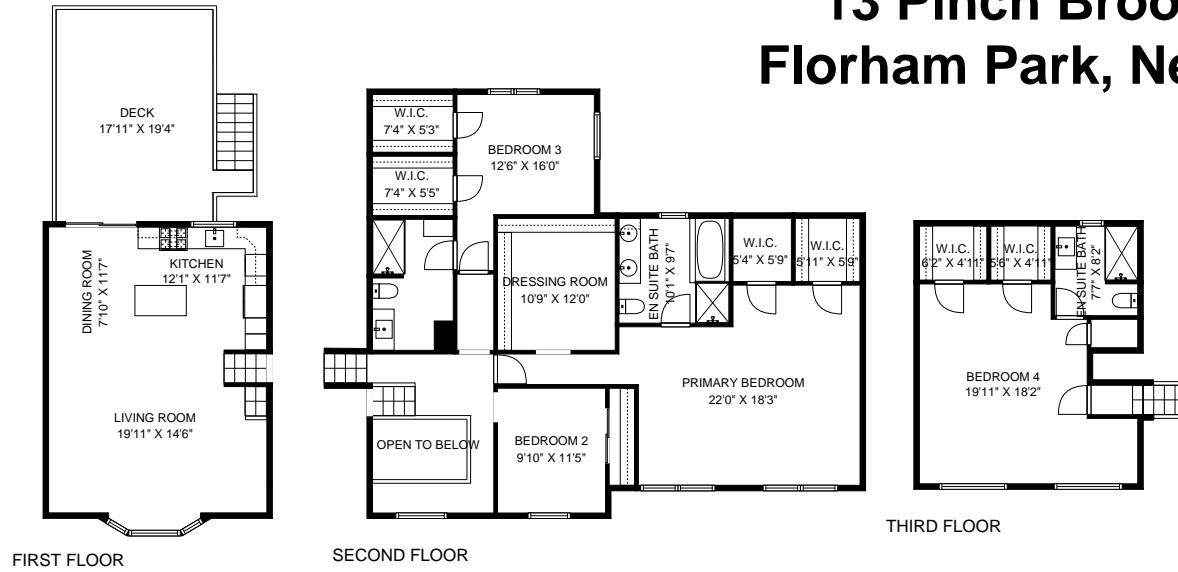 13 Pinch Broo
Florham Park, Ne
DECK
17'11" X 19'4"
DINING ROOM
7'10" X 11'7"
KITCHEN
12'1" X 11'7"
LIVING ROOM
19'11" X 14'6"
FIRST FLOOR
W.I.C.
7'4" X 5'3"
W.I.C.
7'4" X 5'5"
BEDROOM 3
12'6" X 16'0"
DRESSING ROOM
10'9" X 12'0"
EN SUITE BATH
10'1" X 9'7"
W.I.C.
5'4" X 5'9"
W.I.C.
5'11" X 5'9"
PRIMARY BEDROOM
22'0" X 18'3"
OPEN TO BELOW
BEDROOM 2
9'10" X 11'5"
SECOND FLOOR
W.I.C.
6'2" X 4'11"
W.I.C.
5'6" X 4'11"
EN SUITE BATH
7'7" X 8'2"
BEDROOM 4
19'11" X 18'2"
THIRD FLOOR